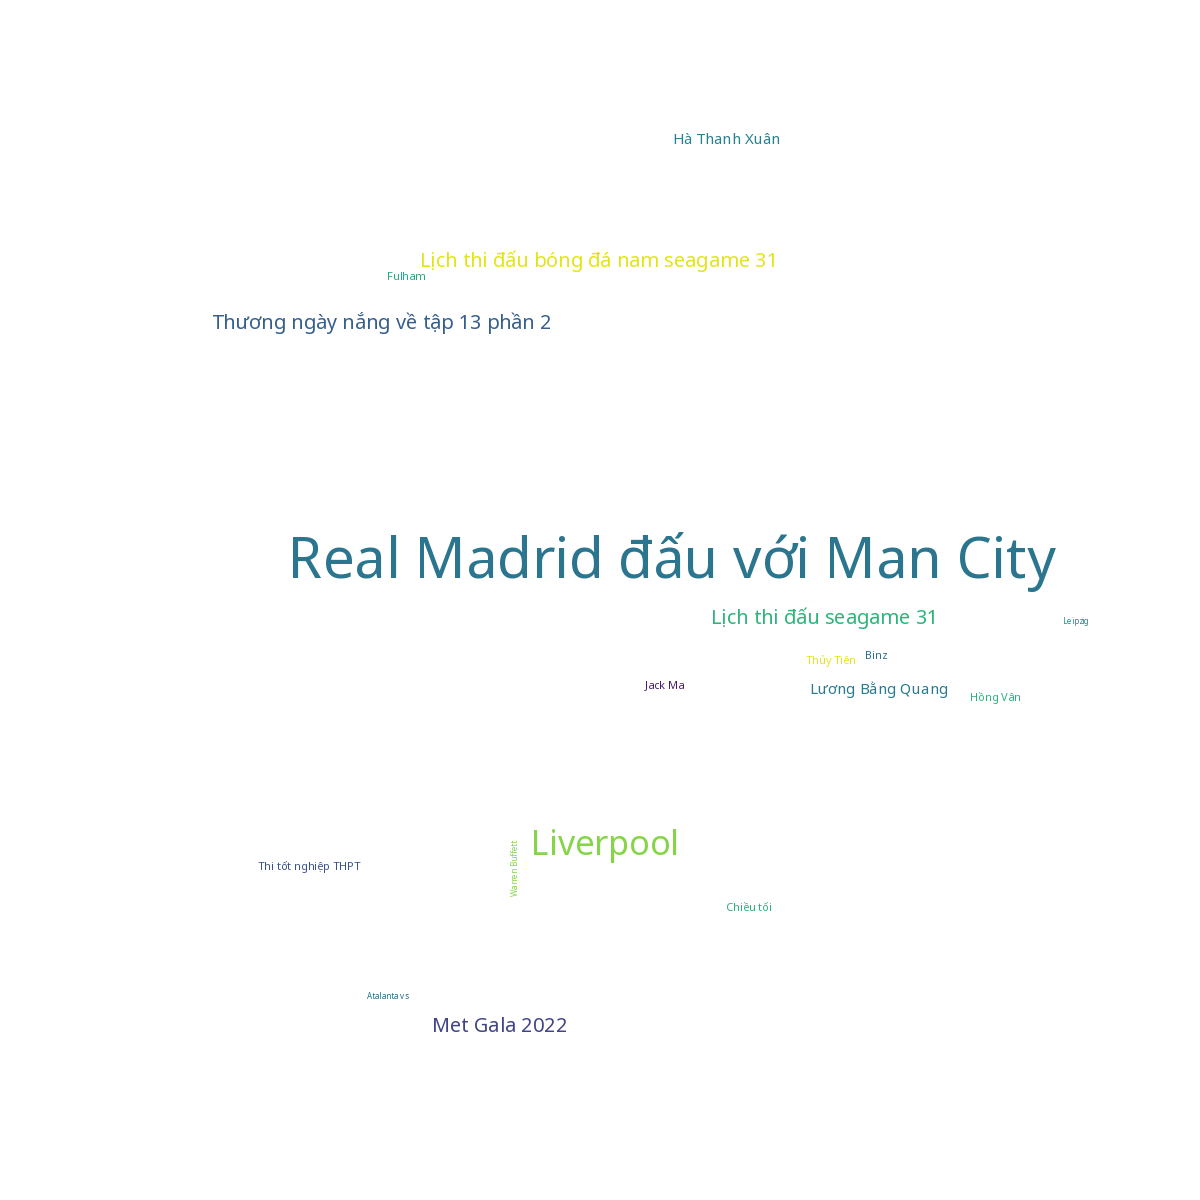 Hà Thanh Xuân
Lịch thi đấu bóng đá nam seagame 31
Fulham
Thương ngày nắng về tập 13 phần 2
Real Madrid đấu với Man City
Lịch thi đấu seagame 31
Leipzig
Binz
Thủy Tiên
Jack Ma
Lương Bằng Quang
Hồng Vân
Liverpool
Warren Buffett
Thi tốt nghiệp THPT
Chiều tối
Atalanta vs
Met Gala 2022